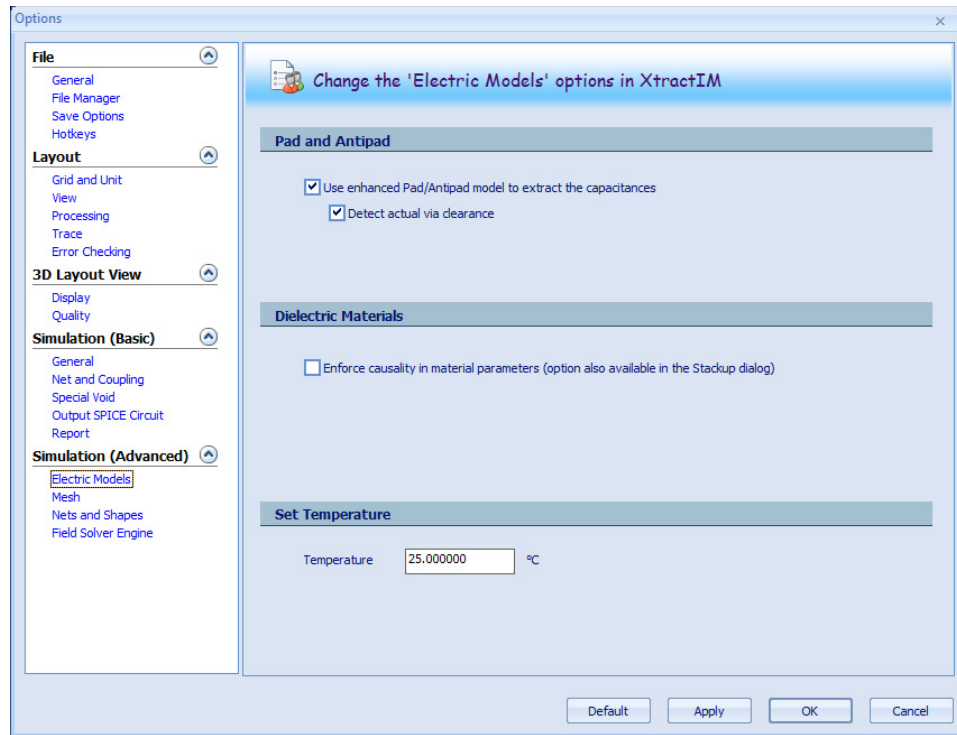 Options
File
General
File Manager
Save Options
Hotkeys
Layout
Grid and Unit
View
Processing
Trace
Error Checking
3D Layout View
Display
Quality
Simulation (Basic)
General
Net and Coupling
Special Void
Output SPICE Circuit
Report
Simulation (Advanced)
Electric Models
Mesh
Nets and Shapes
Field Solver Engine
Change the 'Electric Models' options in XtractIM
Pad and Antipad
Use enhanced Pad/Antipad model to extract the capacitances
Detect actual via clearance
Dielectric Materials
Enforce causality in material parameters (option also available in the Stackup dialog)
Set Temperature
Temperature 25.000000 ºC
Default Apply OK Cancel